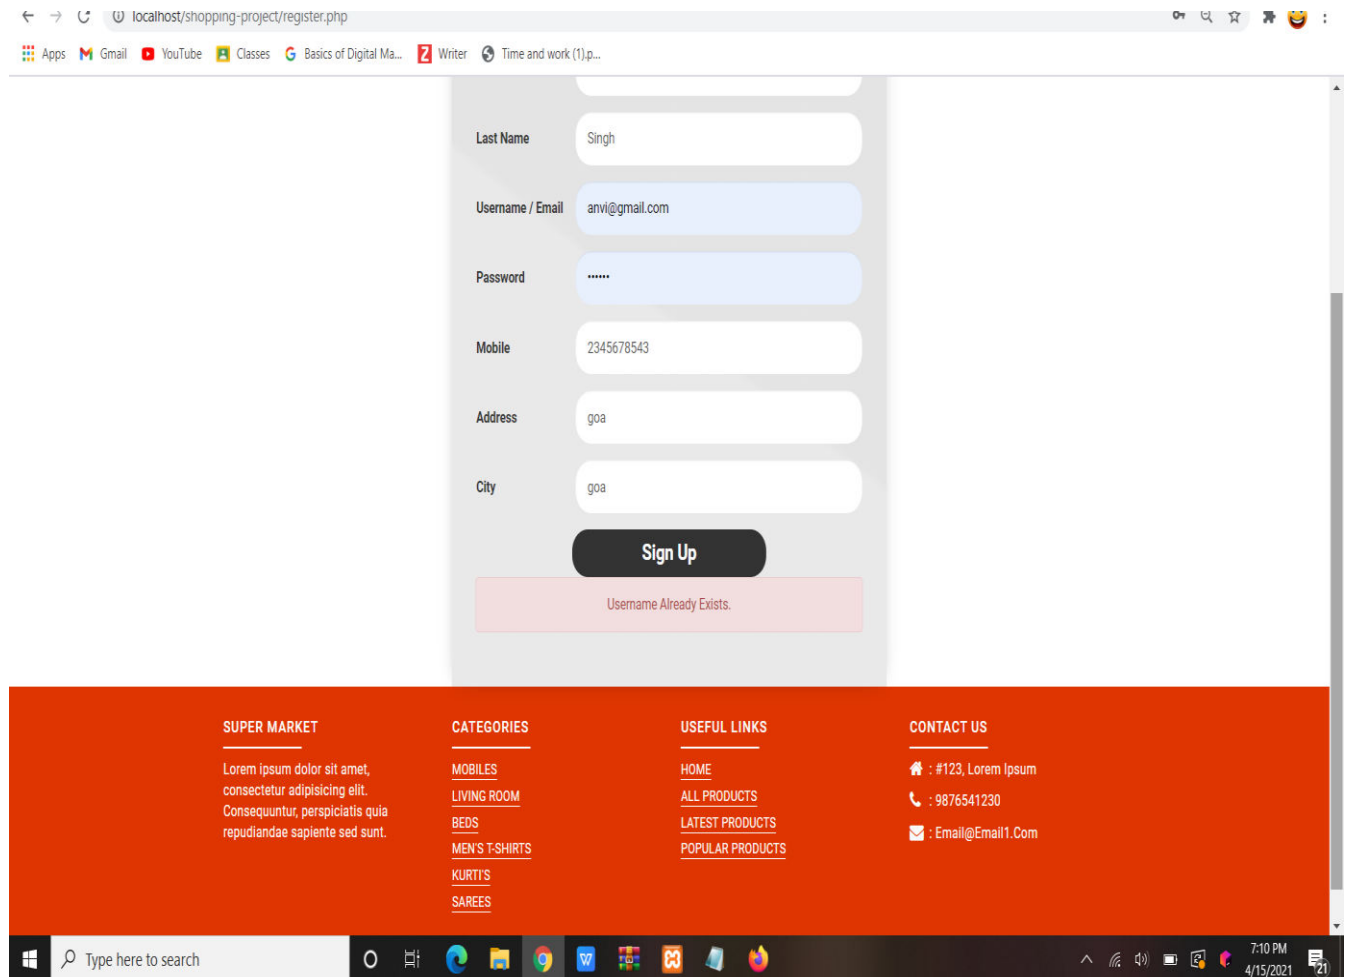 localhost/shopping-project/register.php
Apps Gmail YouTube Classes Basics of Digital Ma... Writer Time and work (1).p...
Last Name Singh
Username / Email anvi@gmail.com
Password ••••••
Mobile 2345678543
Address goa
City goa
Sign Up
Username Already Exists.
SUPER MARKET
Lorem ipsum dolor sit amet,
consectetur adipisicing elit.
Consequuntur, perspiciatis quia
repudiandae sapiente sed sunt.
CATEGORIES
MOBILES
LIVING ROOM
BEDS
MEN'S T-SHIRTS
KURTI'S
SAREES
USEFUL LINKS
HOME
ALL PRODUCTS
LATEST PRODUCTS
POPULAR PRODUCTS
CONTACT US
: #123, Lorem Ipsum
: 9876541230
: Email@Email1.Com
Type here to search
7:10 PM
4/15/2021
21